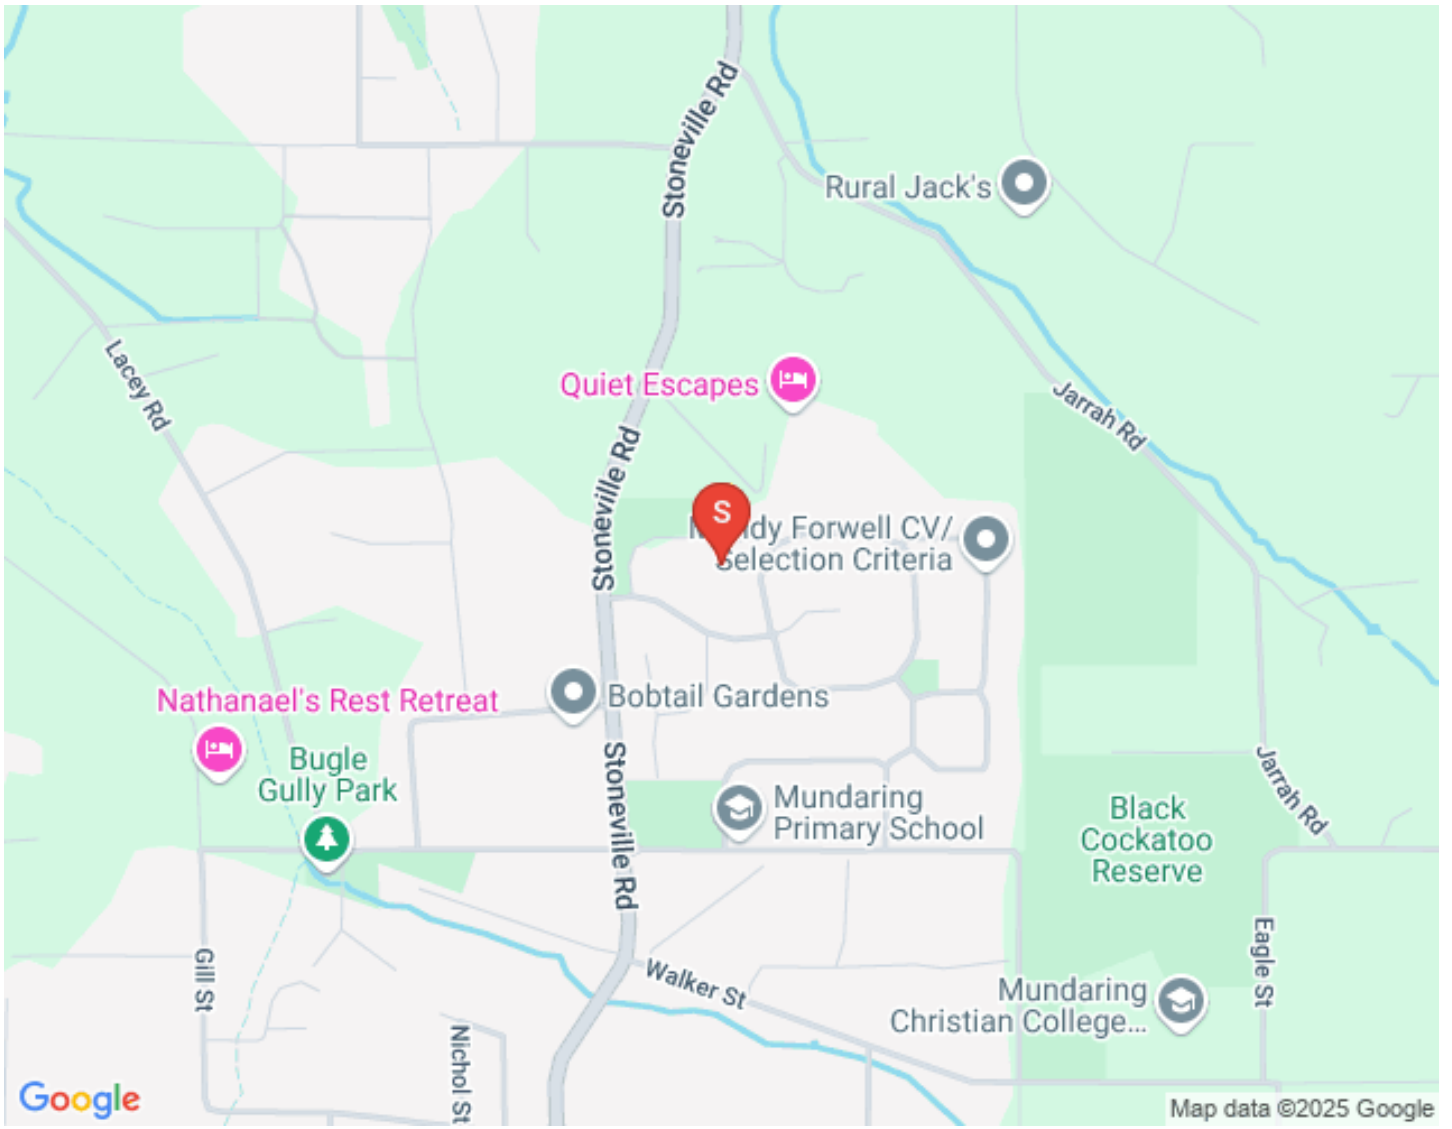 Stoneville Rd
Rural Jack's
Lacey Rd
Quiet Escapes
Jarrah Rd
Stoneville Rd
S
Forwell CV/
Selection Criteria
Nathanael's Rest Retreat
Bobtail Gardens
Bugle
Gully Park
Stoneville Rd
Mundaring
Primary School
Jarrah Rd
Black
Cockatoo
Reserve
Gill St
Walker St
Eagle St
Mundaring
Christian College...
Nichol St
Google
Map data ©2025 Google